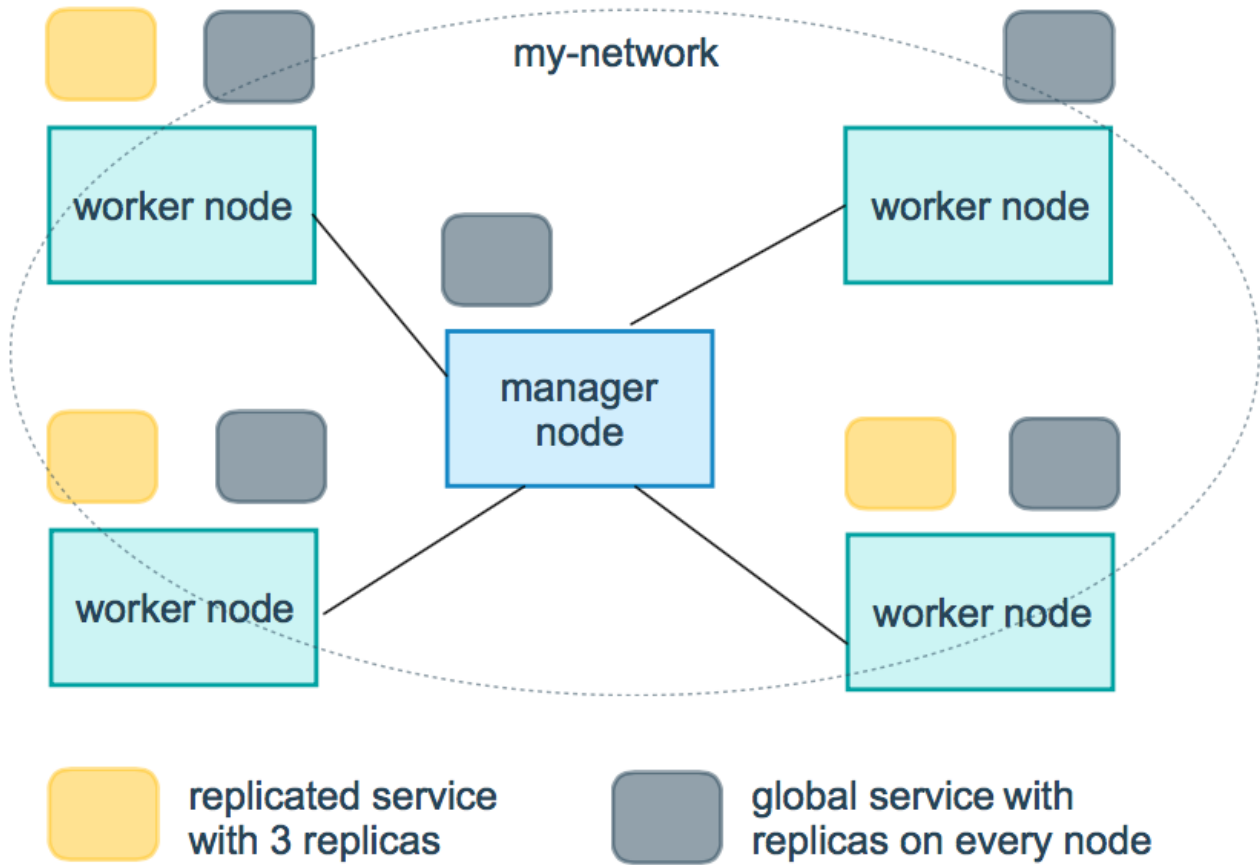 my-network
worker node
worker node
manager
node
worker node
worker node
replicated service
with 3 replicas
global service with
replicas on every node